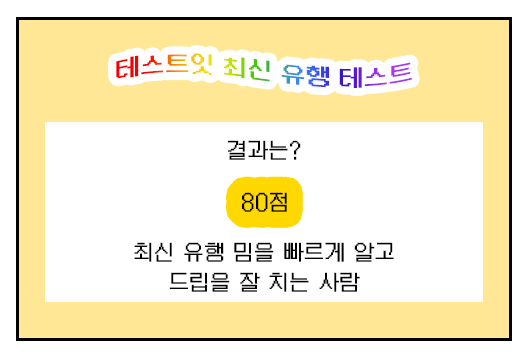 테스트잇 최신 유행 테스트
결과는?
80점
최신 유행 밈을 빠르게 알고
드립을 잘 치는 사람